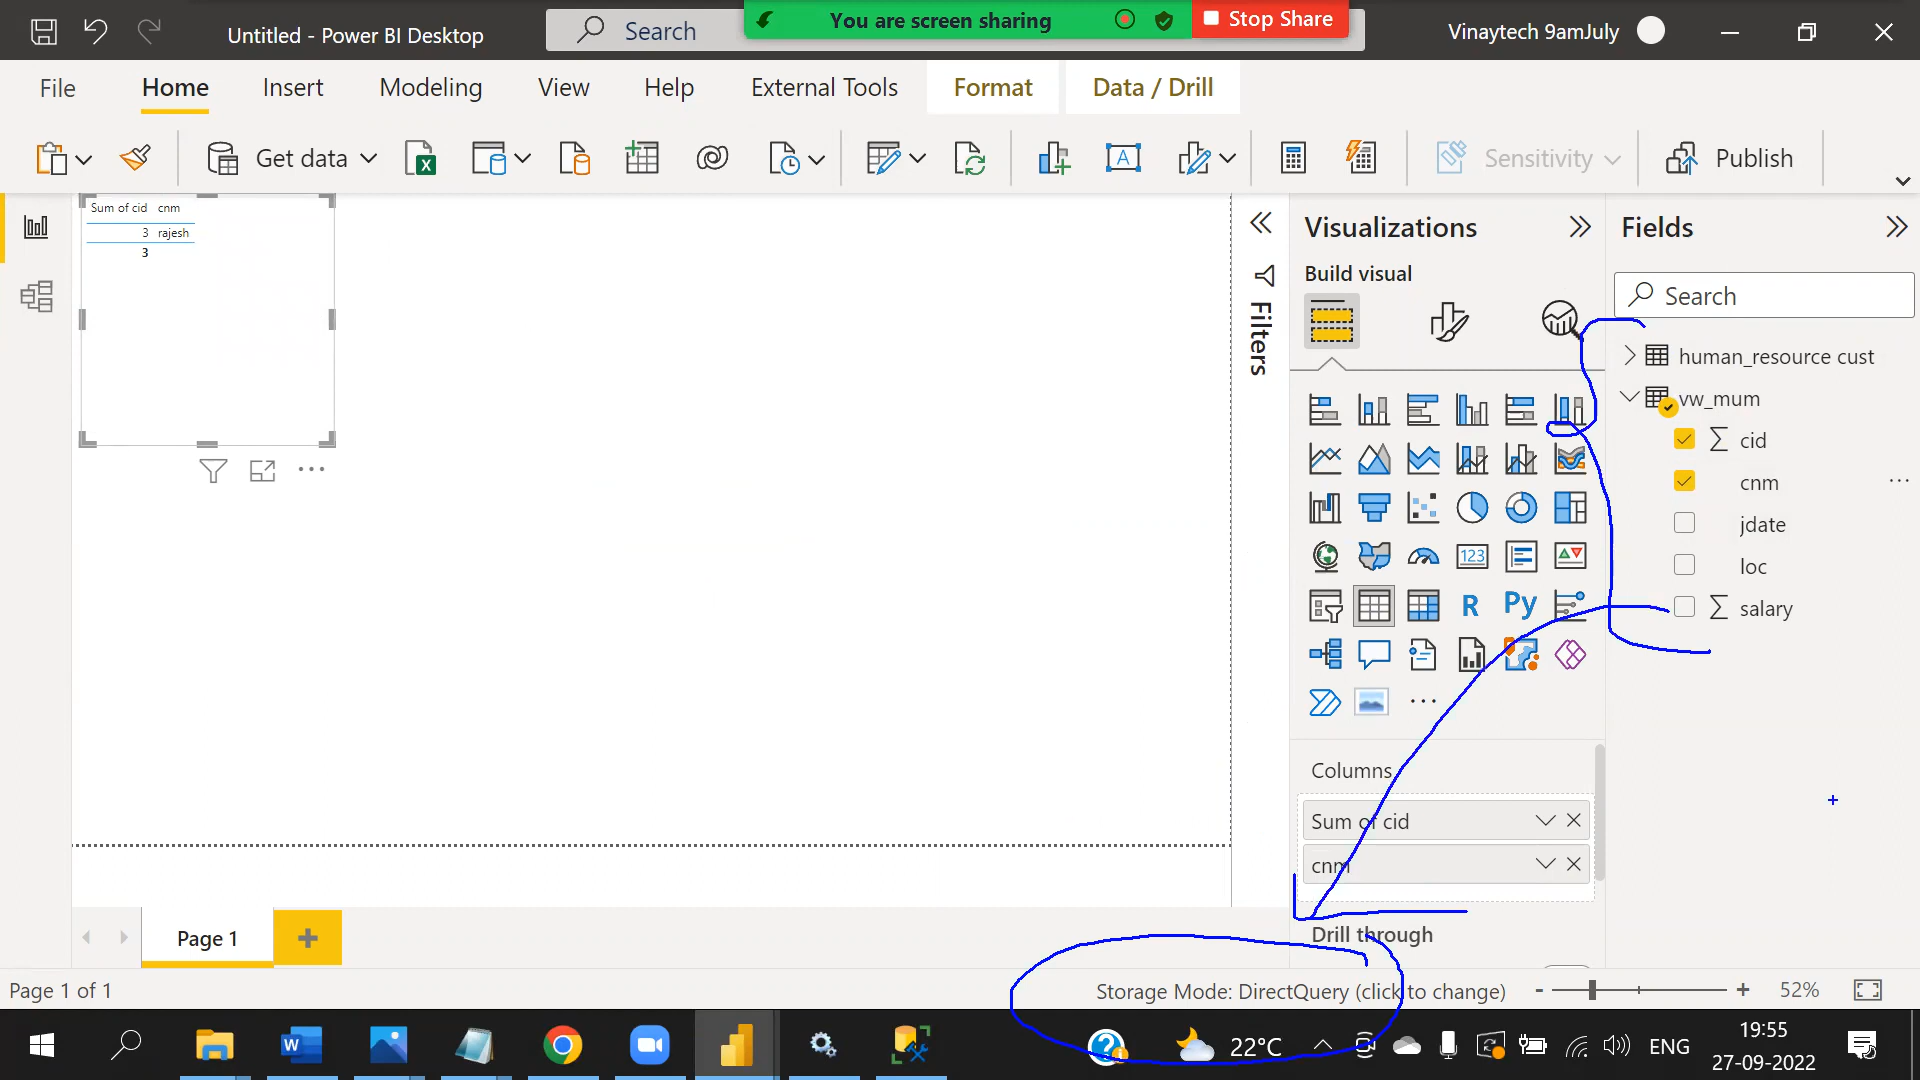 Untitled - Power BI Desktop
Search
You are screen sharing
Stop Share
Vinaytech 9amJuly
File
Home
Insert
Modeling
View
Help
External Tools
Format
Data / Drill
Get data
Sensitivity
Publish
Sum of cid cnm
3 rajesh
3
Filters
Visualizations
Build visual
Fields
Search
human_resource cust
vw_mum
cid
cnm
jdate
loc
salary
123
R
Py
Columns
Sum of cid
cnm
Drill through
Page 1
Page 1 of 1
Storage Mode: DirectQuery (click to change)
52%
22°C
ENG
19:55
27-09-2022